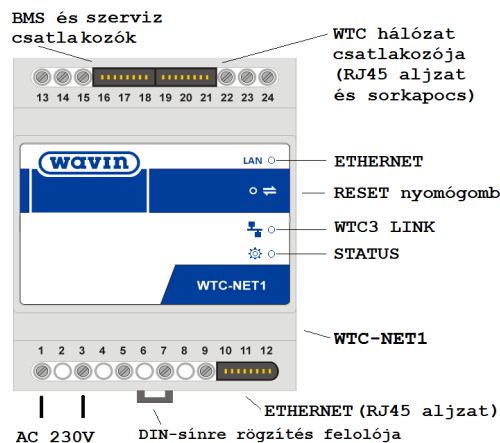 BMS és szerviz
csatlakozók
WTC hálózat
csatlakozója
(RJ45 aljzat
és sorkapocs)
13 14 15 16 17 18 19 20 21 22 23 24
wavin
LAN
ETHERNET
RESET nyomógomb
WTC3 LINK
STATUS
WTC-NET1
WTC-NET1
1 2 3 4 5 6 7 8 9 10 11 12
ETHERNET (RJ45 aljzat)
AC 230V
DIN-sínre rögzítés felolója